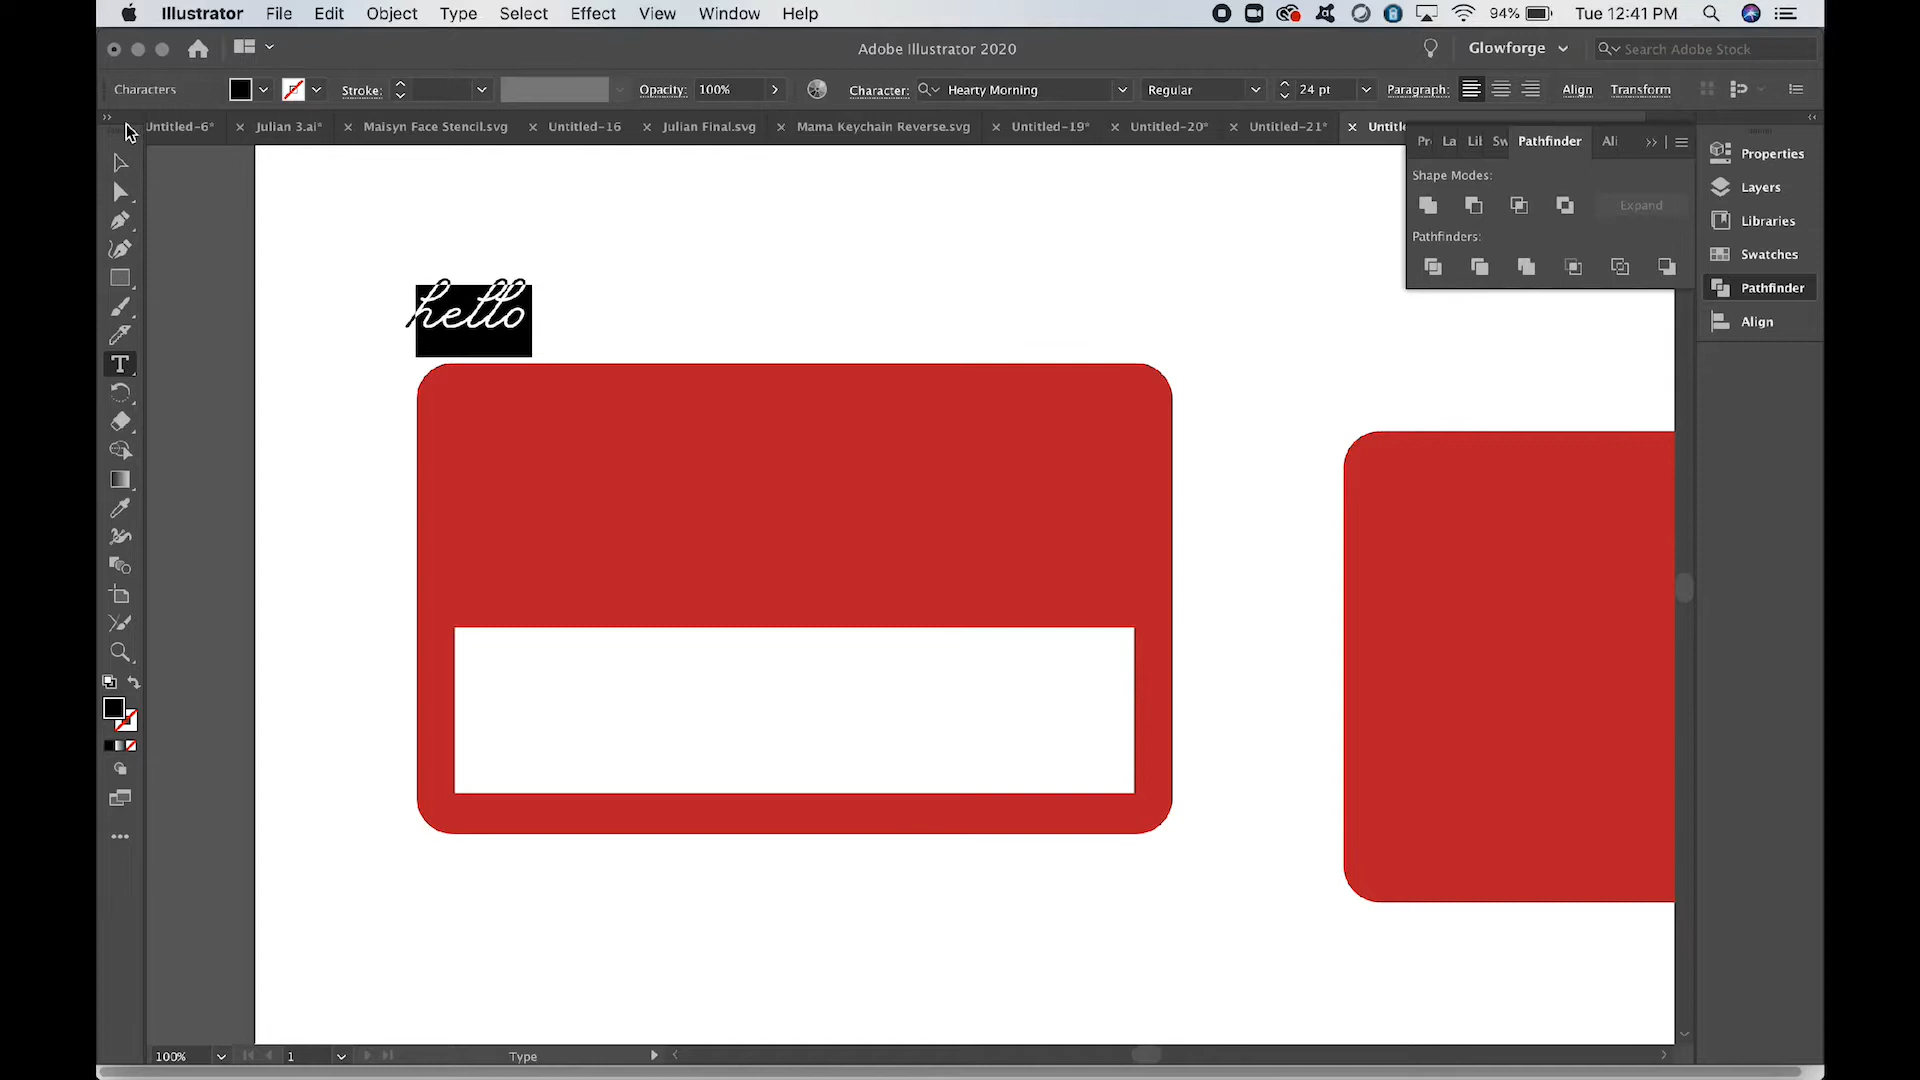 Illustrator File Edit Object Type Select Effect View Window Help 94% Tue 12:41 PM
Adobe Illustrator 2020 Glowforge Search Adobe Stock
Characters Stroke: Opacity: 100% Character: Hearty Morning Regular 24 pt Paragraph: Align Transform
Untitled-6* Julian 3.ai* Maisyn Face Stencil.svg Untitled-16 Julian Final.svg Mama Keychain Reverse.svg Untitled-19* Untitled-20* Untitled-21* Untitl
Pr La Lil Sw Pathfinder Ali
Shape Modes:
Expand
Pathfinders:
Properties
Layers
Libraries
Swatches
Pathfinder
Align
hello
100% 1 Type